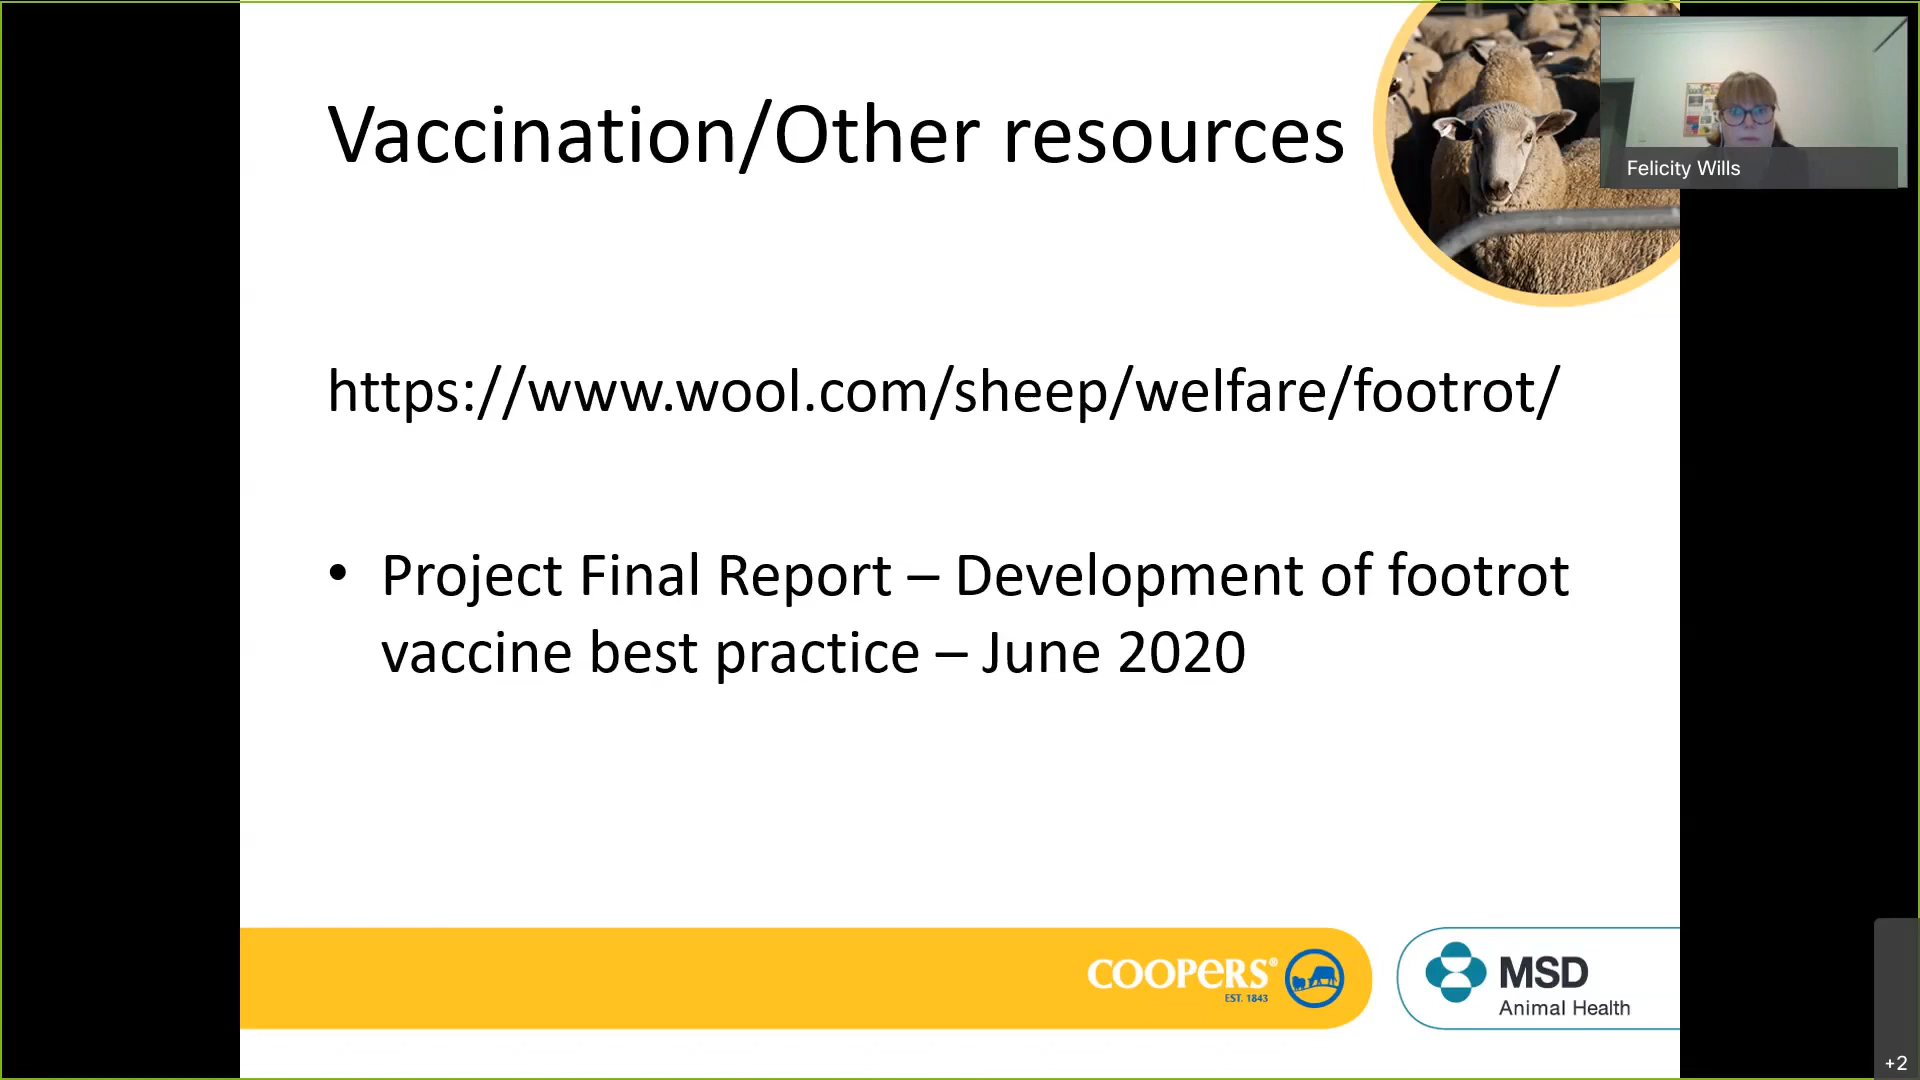 Vaccination/Other resources
Felicity Wills
https://www.wool.com/sheep/welfare/footrot/
• Project Final Report – Development of footrot
vaccine best practice – June 2020
COOPERS®
EST. 1843
MSD
Animal Health
+2